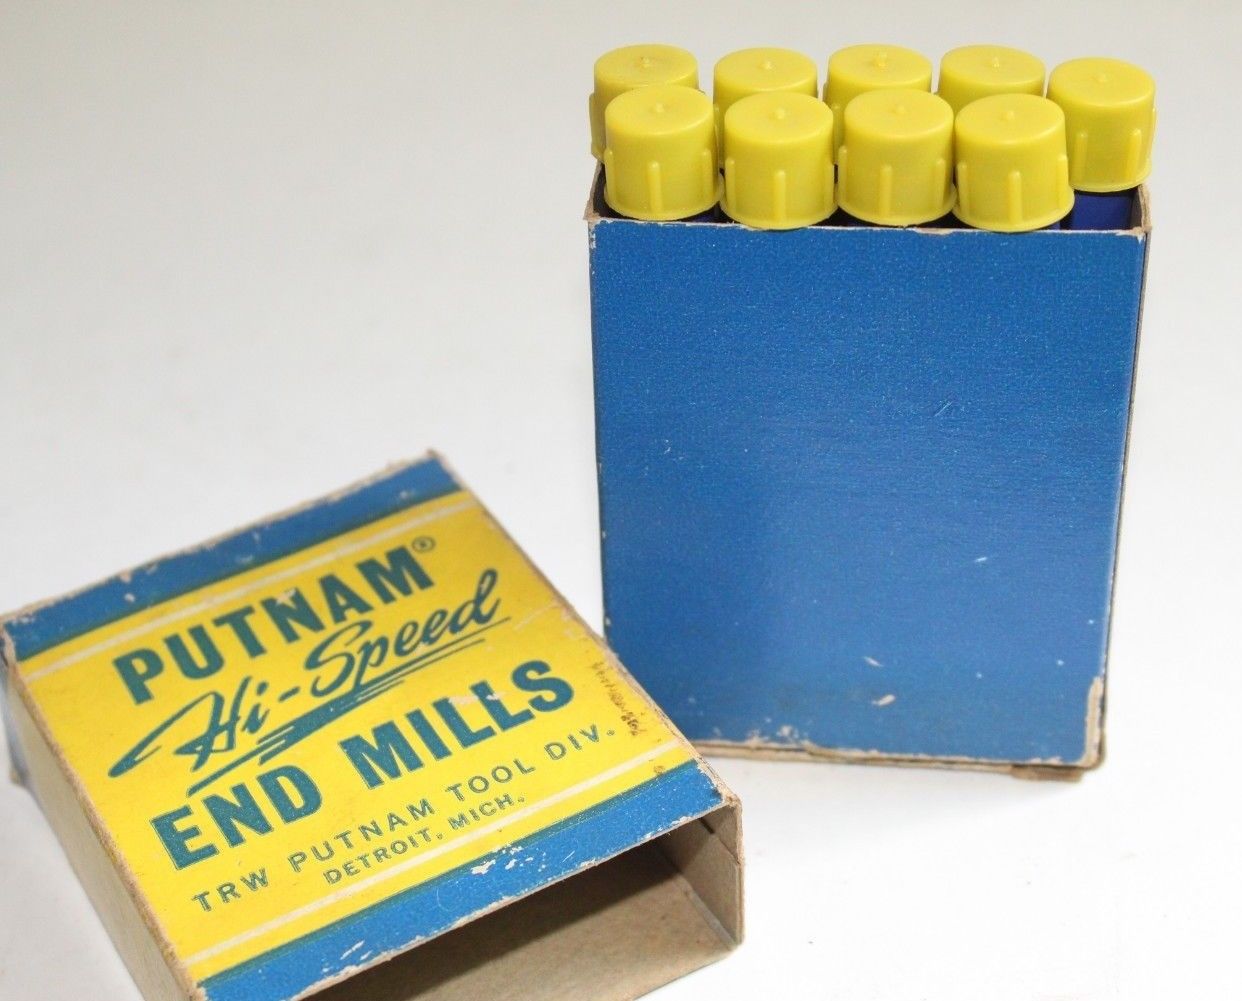 PUTNAM®
Hi-Speed
END MILLS
TRW PUTNAM TOOL DIV.
DETROIT, MICH.